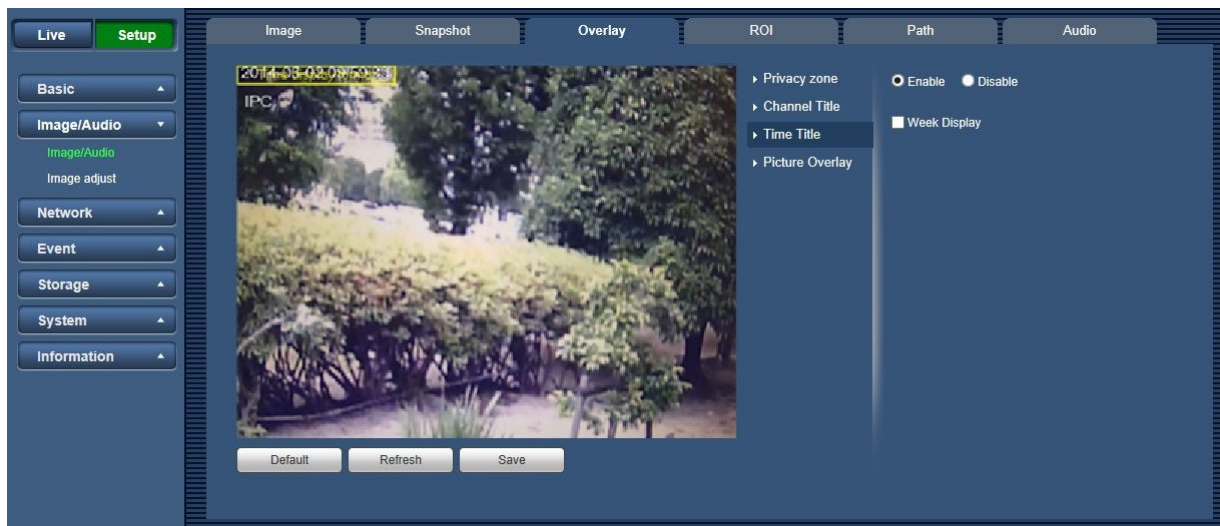 Live Setup
Image Snapshot Overlay ROI Path Audio
Basic
Image/Audio
Image/Audio
Image adjust
Network
Event
Storage
System
Information
IPC
Privacy zone
Channel Title
Time Title
Picture Overlay
Enable Disable
Week Display
Default Refresh Save